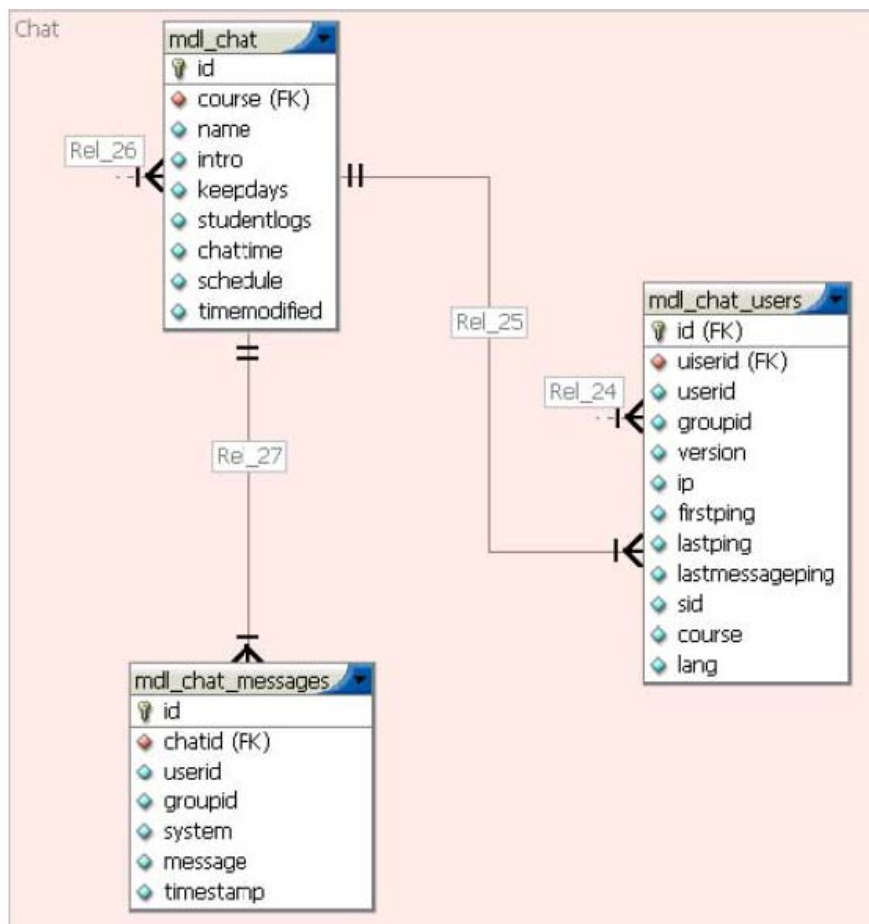 Chat
mdl_chat
id
course (FK)
name
intro
keepdays
studentlogs
chattime
schedule
timemodified
Rel_26
Rel_25
Rel_27
mdl_chat_users
id (FK)
uiserid (FK)
userid
groupid
version
ip
firstping
lastping
lastmessageping
sid
course
lang
Rel_24
mdl_chat_messages
id
chatid (FK)
userid
groupid
system
message
timestamp